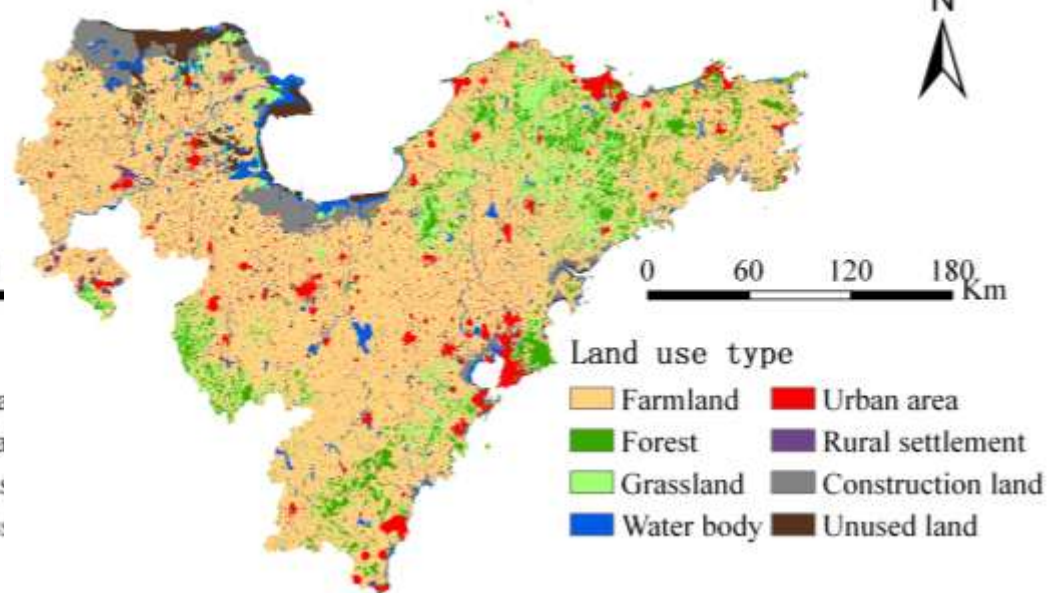 N
0 60 120 180
Km
Land use type
Farmland Urban area
Forest Rural settlement
Grassland Construction land
Water body Unused land